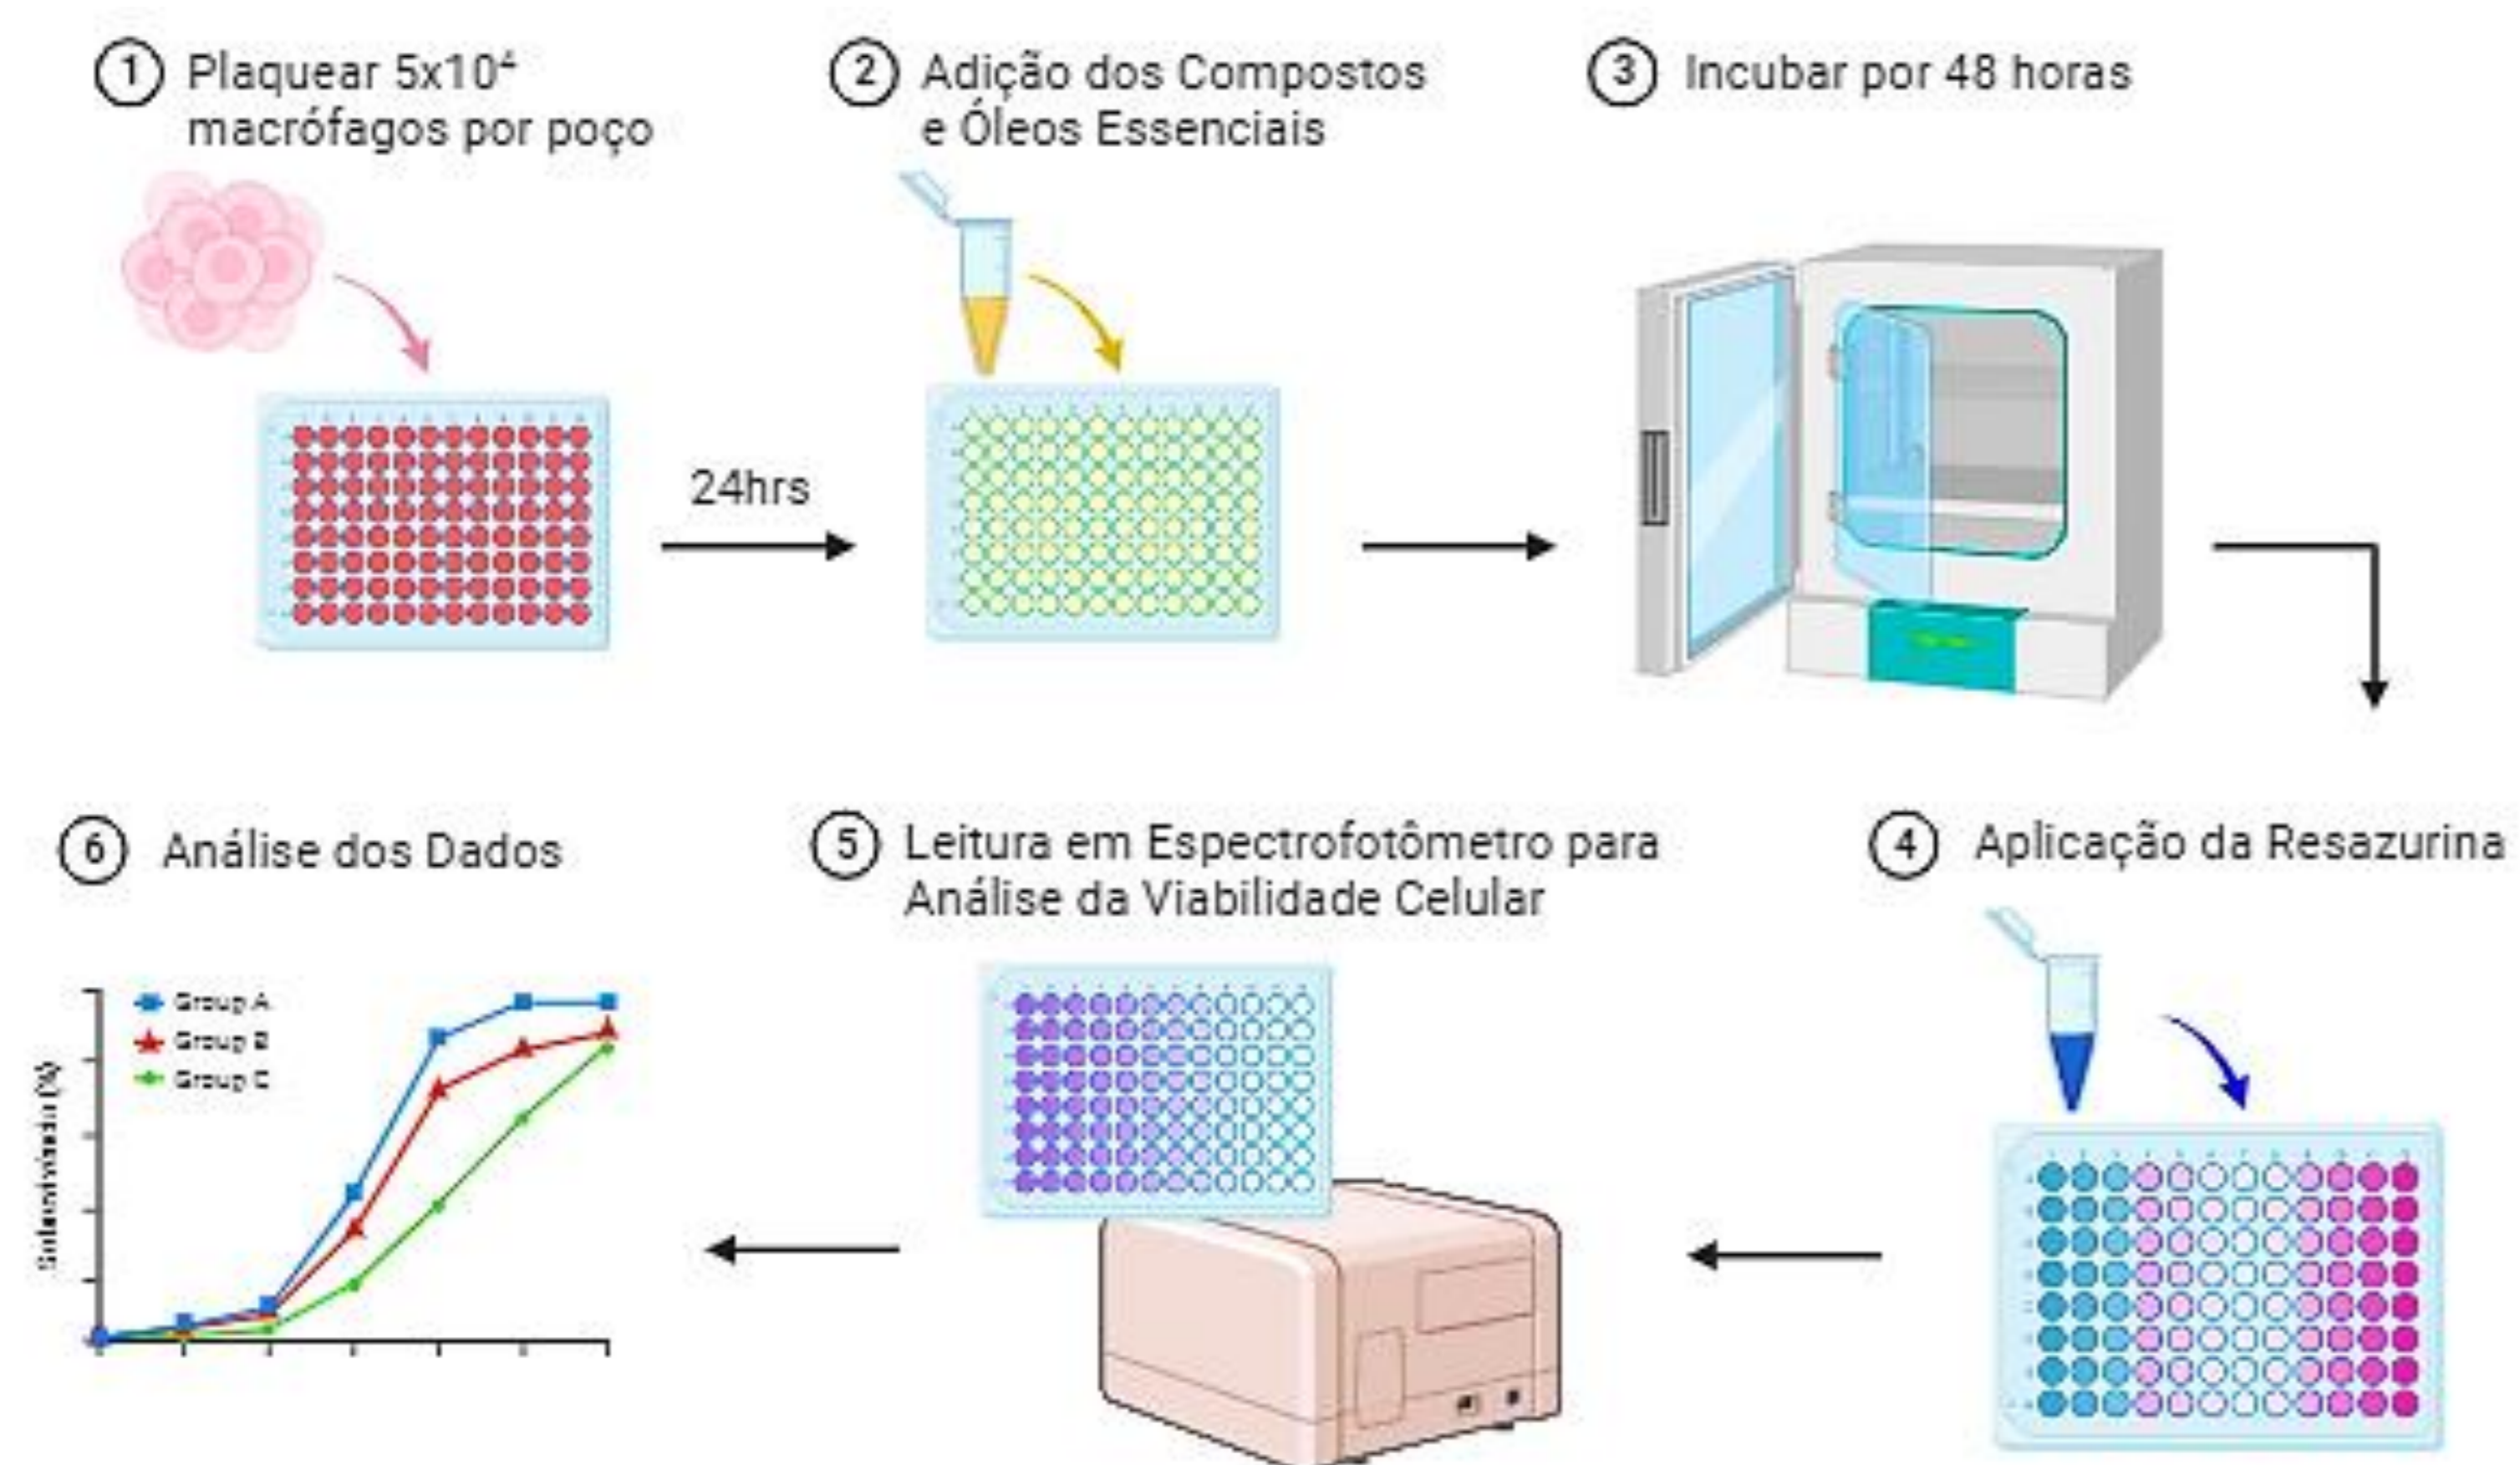 1 Plaquear 5x10⁴
macrófagos por poço
2 Adição dos Compostos
e Óleos Essenciais
3 Incubar por 48 horas
24hrs
6 Análise dos Dados
5 Leitura em Espectrofotômetro para
Análise da Viabilidade Celular
4 Aplicação da Resazurina
Group A
Group B
Group C